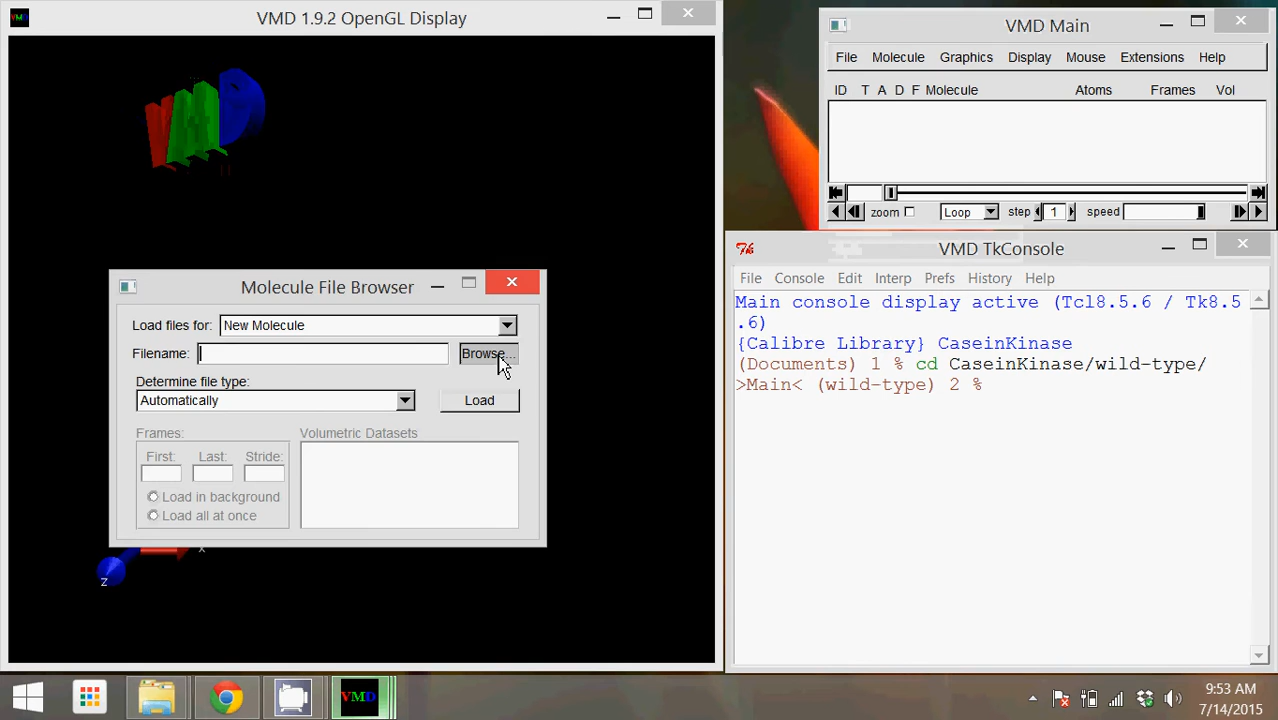 VMD 1.9.2 OpenGL Display
VMD
x
z
Molecule File Browser
Load files for: New Molecule
Filename: Browse...
Determine file type:
Automatically
Load
Frames:
First: Last: Stride:
Load in background
Load all at once
Volumetric Datasets
VMD Main
File Molecule Graphics Display Mouse Extensions Help
ID T A D F Molecule Atoms Frames Vol
zoom Loop step 1 speed
VMD TkConsole
File Console Edit Interp Prefs History Help
Main console display active (Tcl8.5.6 / Tk8.5
.6)
{Calibre Library} CaseinKinase
(Documents) 1 % cd CaseinKinase/wild-type/
>Main< (wild-type) 2 %
VMD
9:53 AM
7/14/2015